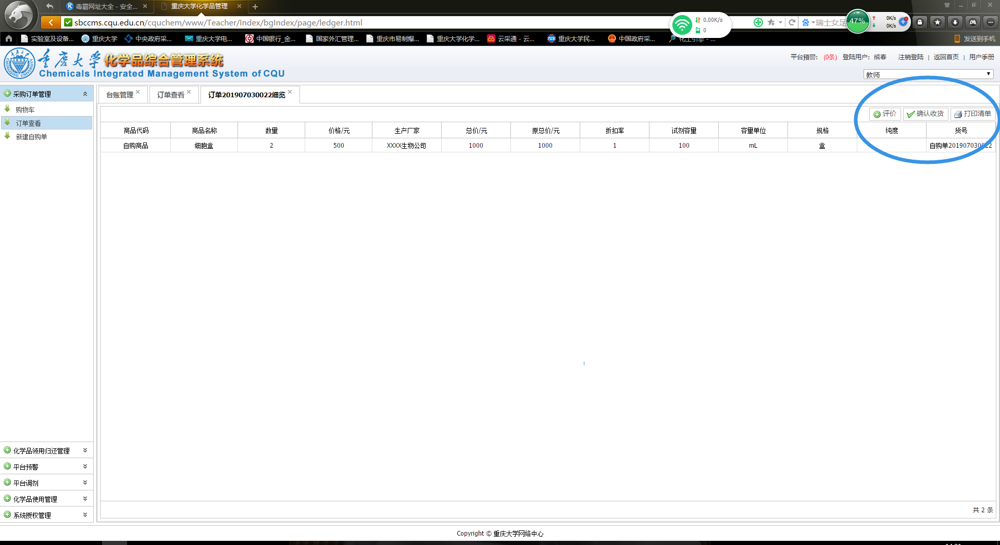 毒霸网址大全 - 安全...
重庆大学化学品管理
sbccms.cqu.edu.cn/cquchem/www/Teacher/Index/bgIndex/page/ledger.html
0.00K/s
0
瑞士女足
47%
0K/s
0K/s
实验室及设备...
重庆大学
中央政府采...
重庆大学电...
中国银行_金...
国家外汇管理...
重庆市易制爆...
重庆大学化学...
云采通 - 云...
重庆大学民...
中国政府采...
化工引擎 - ...
发送到手机
重庆大学 化学品综合管理系统
Chemicals Integrated Management System of CQU
平台预警: (0条) 登陆用户: 熊春 注销登陆 | 返回首页 | 用户手册
教师
采购订单管理
购物车
订单查看
新建自购单
台账管理
订单查看
订单201907030022细览
评价 确认收货 打印清单
商品代码 商品名称 数量 价格/元 生产厂家 总价/元 原总价/元 折扣率 试剂容量 容量单位 规格 纯度 货号
自购商品 细胞盒 2 500 XXXX生物公司 1000 1000 1 100 mL 盒 自购单201907030022
化学品领用归还管理
平台预警
平台调剂
化学品使用管理
系统授权管理
共 2 条
Copyright © 重庆大学网络中心